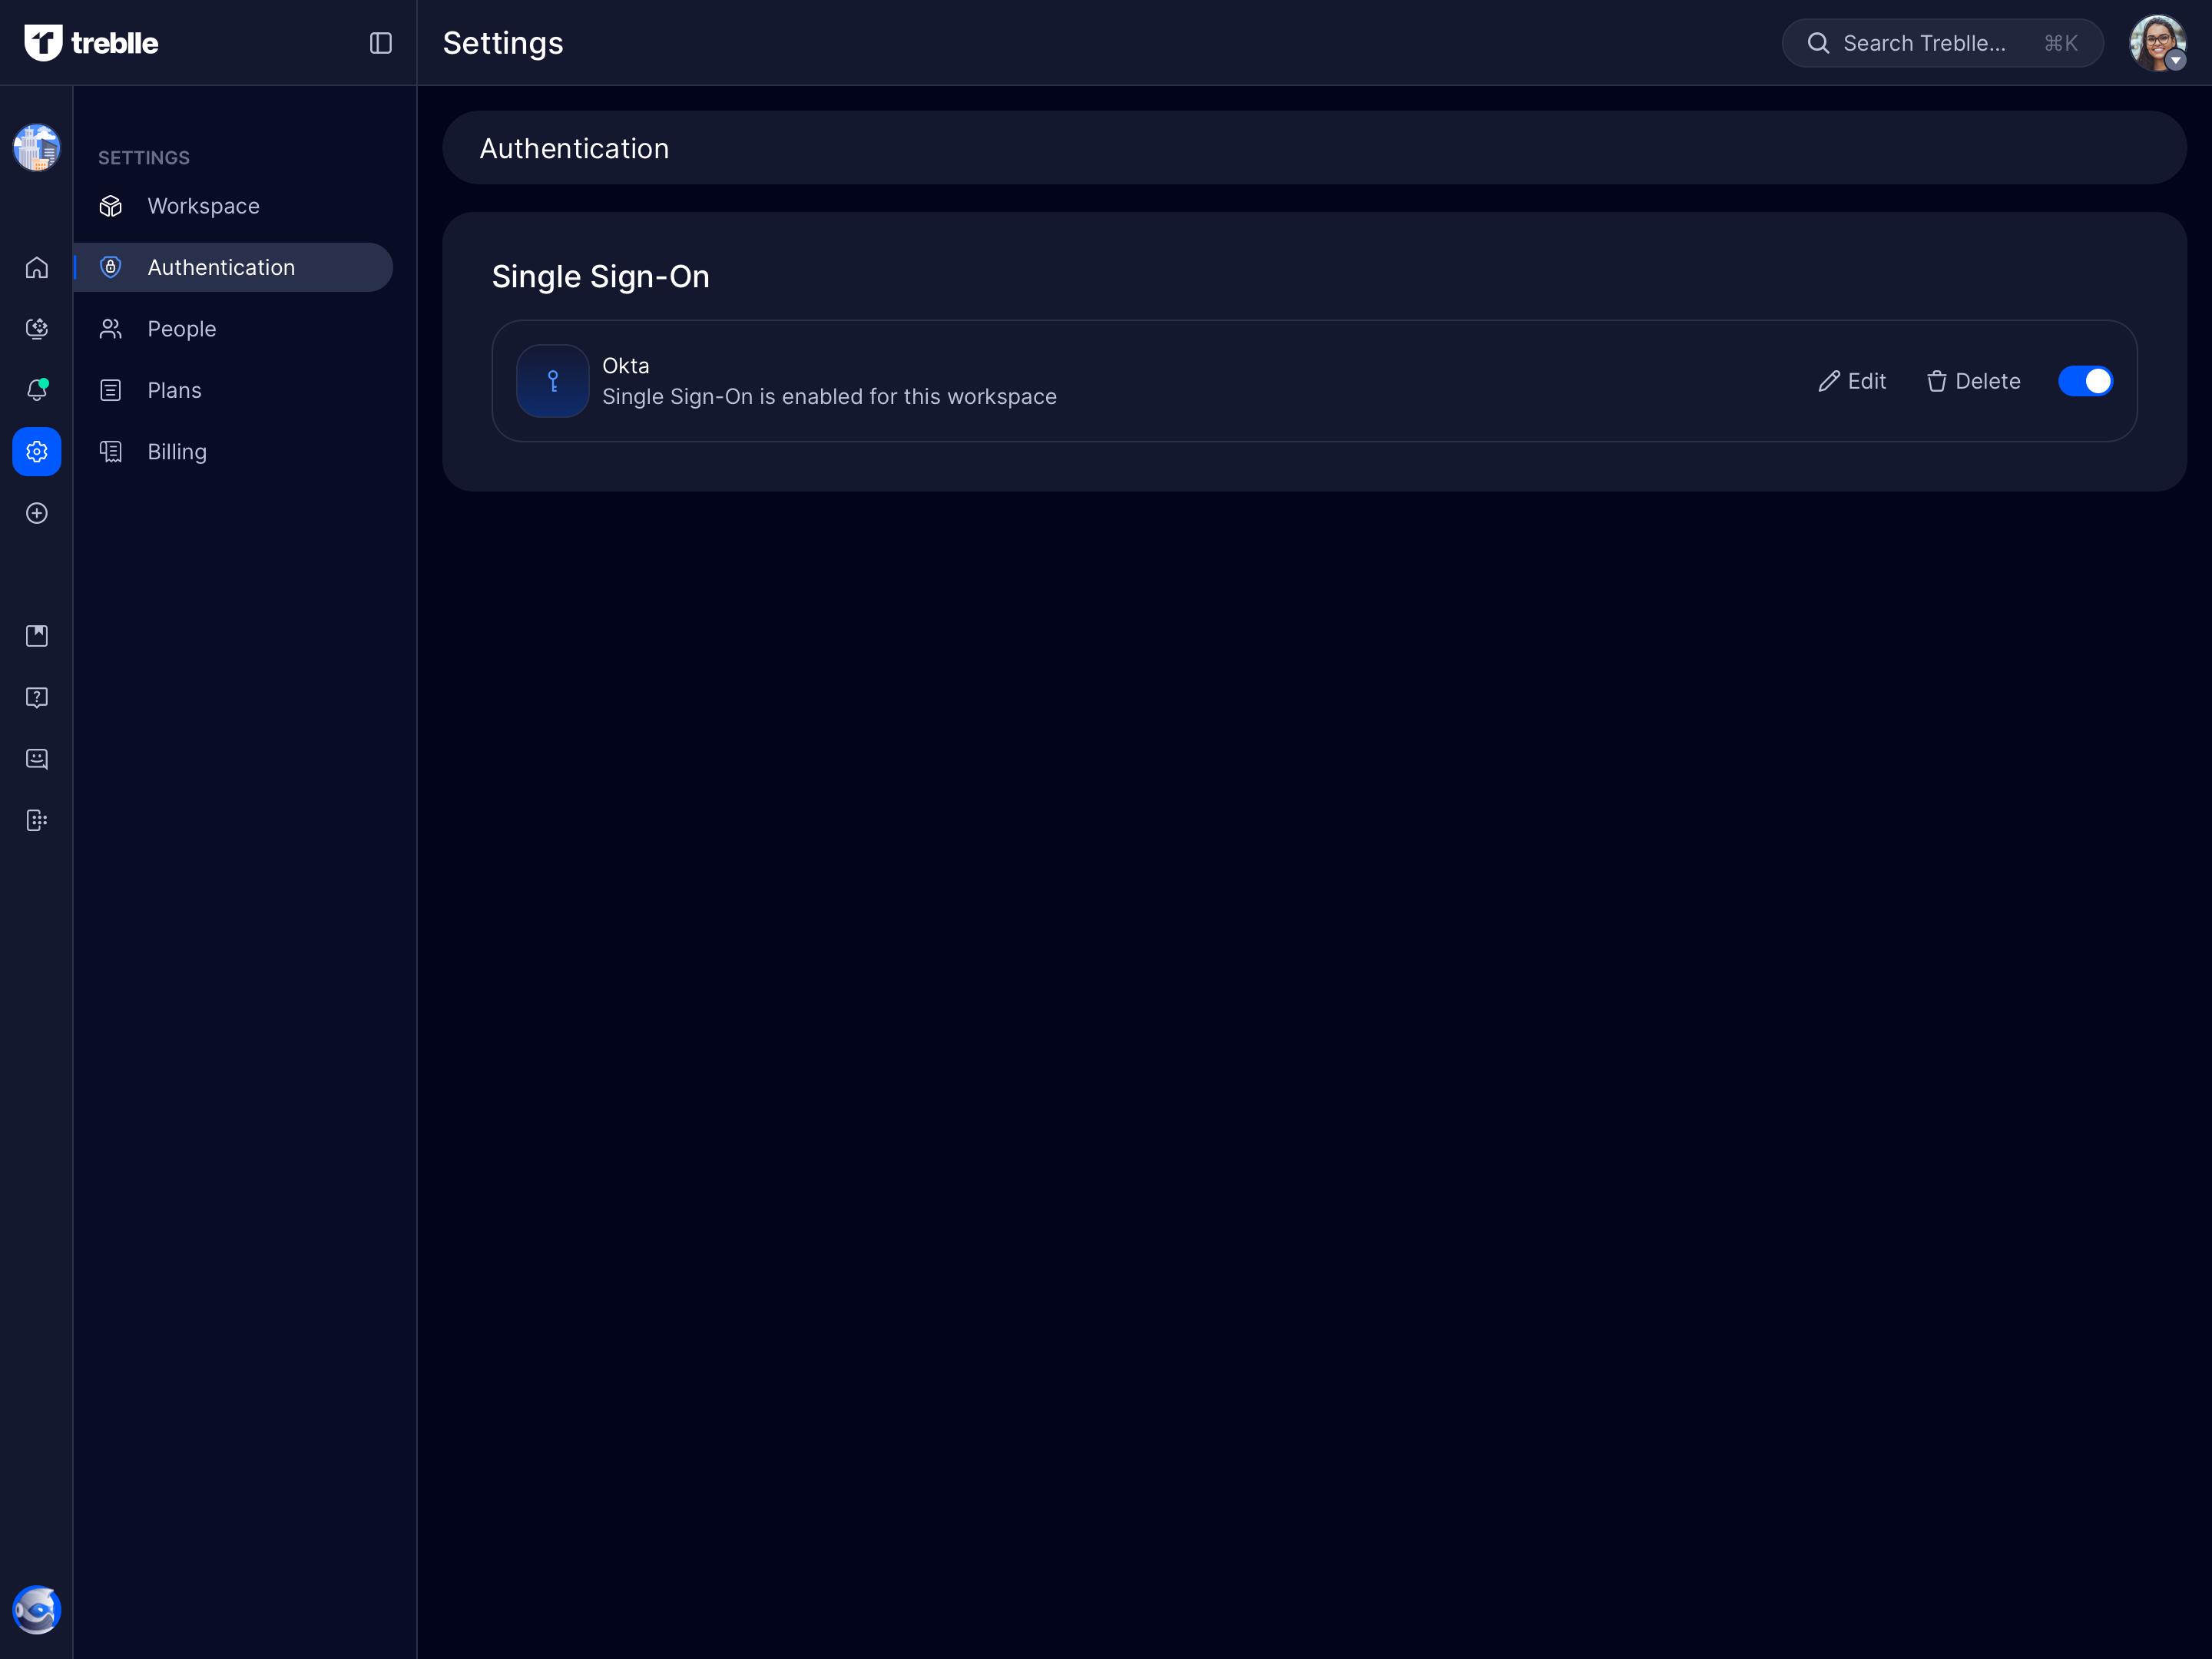 treblle
Settings
Search Treblle...
⌘K
SETTINGS
Workspace
Authentication
People
Plans
Billing
Authentication
Single Sign-On
Okta
Single Sign-On is enabled for this workspace
Edit
Delete